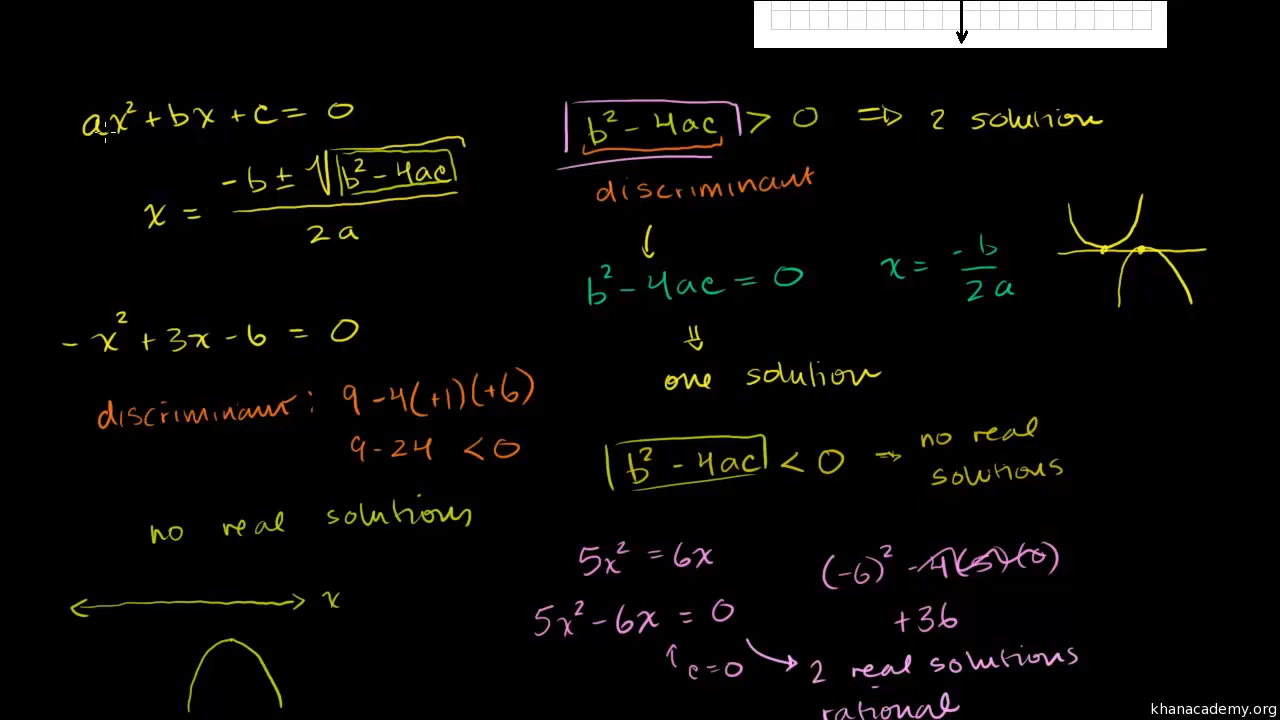 ax² + bx + c = 0
x = (-b ± √(b² - 4ac)) / 2a
-x² + 3x - 6 = 0
discriminant: 9 - 4(+1)(+6)
9 - 24 < 0
no real solutions
x
b² - 4ac > 0 ⇒ 2 solution
discriminant
b² - 4ac = 0
x = -b / 2a
⇓
one solution
b² - 4ac < 0 ⇒ no real
solutions
5x² = 6x
5x² - 6x = 0
↑ c = 0
(-6)² - 4(5)(0)
+36
2 real solutions
rational
khanacademy.org